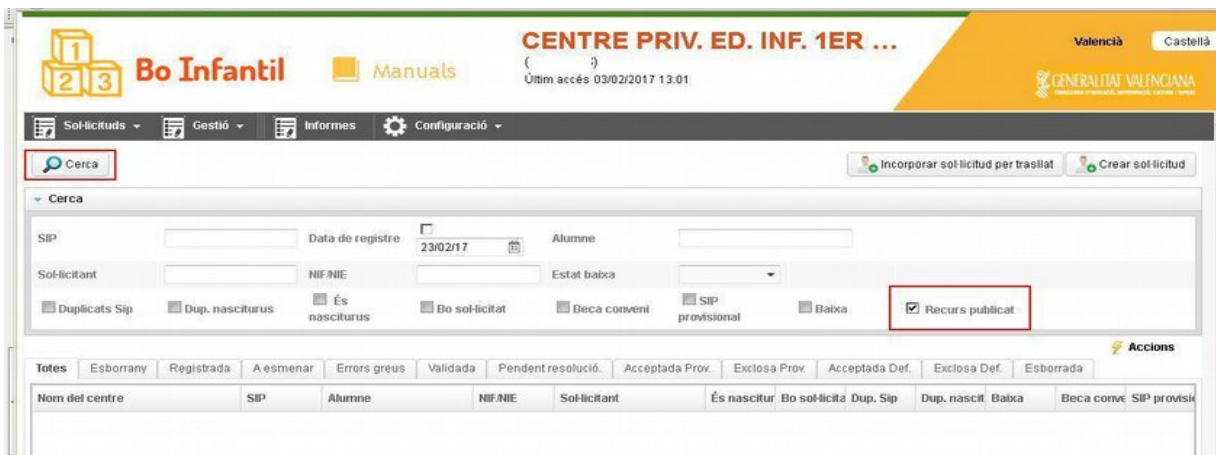 1
2 3
Bo Infantil
Manuals
CENTRE PRIV. ED. INF. 1ER ...
( :)
Últim accés 03/02/2017 13:01
Valencià Castellà
GENERALITAT VALENCIANA
Sol·licituds Gestió Informes Configuració
Cerca Incorporar sol·licitud per trasllat Crear sol·licitud
Cerca
SIP Data de registre 23/02/17 Alumne
Sol·licitant NIF/NIE Estat baixa
Duplicats Sip Dup. nasciturus És nasciturus Bo sol·licitat Beca conveni SIP provisional Baixa Recurs publicat
Accions
Totes Esborrany Registrada A esmenar Errors greus Validada Pendent resolució. Acceptada Prov. Exclosa Prov. Acceptada Def. Exclosa Def. Esborrada
Nom del centre SIP Alumne NIF/NIE Sol·licitant És nascitur Bo sol·licita Dup. Sip Dup. nascit Baixa Beca conve SIP provisi